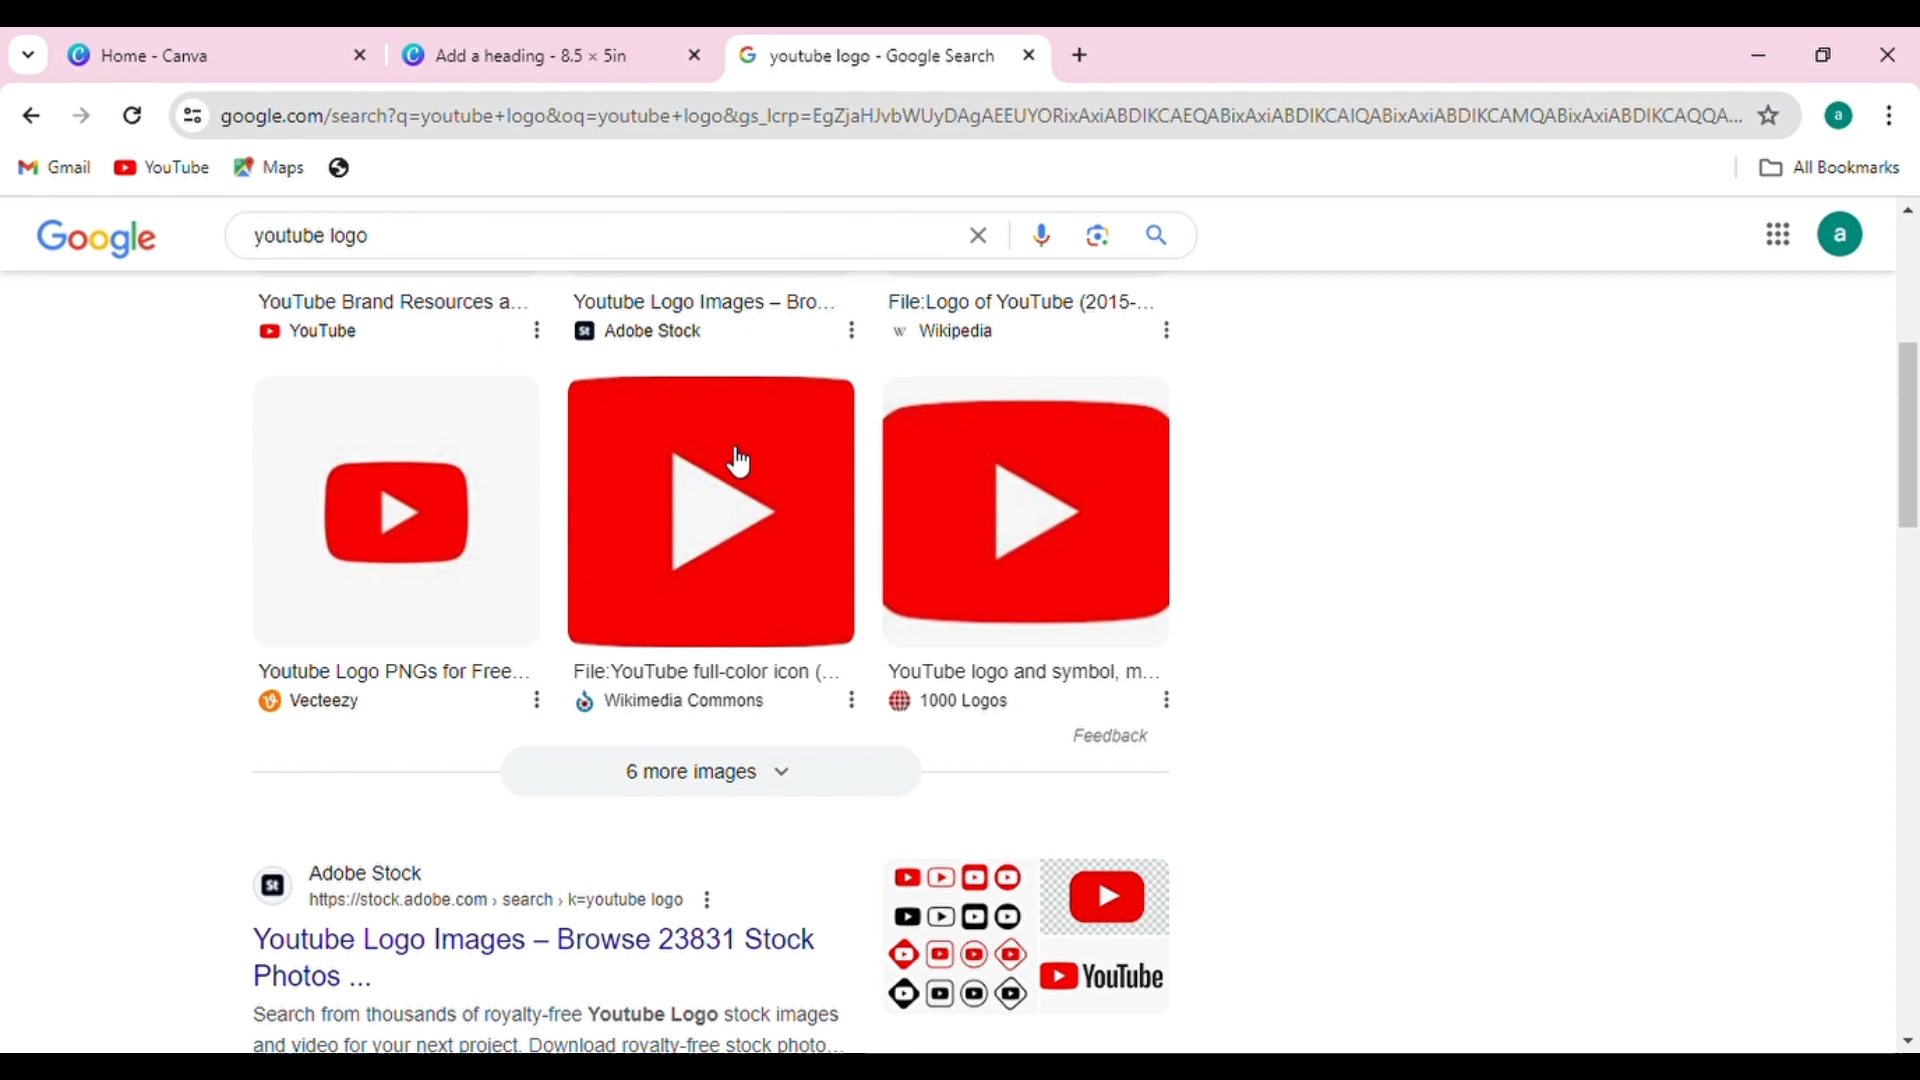 Home - Canva
Add a heading - 8.5 × 5in
youtube logo - Google Search
google.com/search?q=youtube+logo&oq=youtube+logo&gs_lcrp=EgZjaHJvbWUyDAgAEEUYORixAxiABDIKCAEQABixAxiABDIKCAIQABixAxiABDIKCAMQABixAxiABDIKCAQQA...
a
Gmail
YouTube
Maps
All Bookmarks
Google
youtube logo
a
YouTube Brand Resources a...
Youtube Logo Images – Bro...
File:Logo of YouTube (2015-...
YouTube
St Adobe Stock
W Wikipedia
Youtube Logo PNGs for Free...
File:YouTube full-color icon (...
YouTube logo and symbol, m...
Vecteezy
Wikimedia Commons
1000 Logos
Feedback
6 more images
St
Adobe Stock
https://stock.adobe.com › search › k=youtube logo
Youtube Logo Images – Browse 23831 Stock
Photos ...
Search from thousands of royalty-free Youtube Logo stock images
and video for your next project. Download royalty-free stock photo...
YouTube